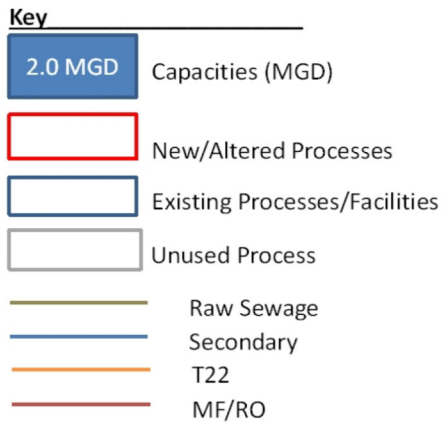 Key
2.0 MGD
Capacities (MGD)
New/Altered Processes
Existing Processes/Facilities
Unused Process
Raw Sewage
Secondary
T22
MF/RO